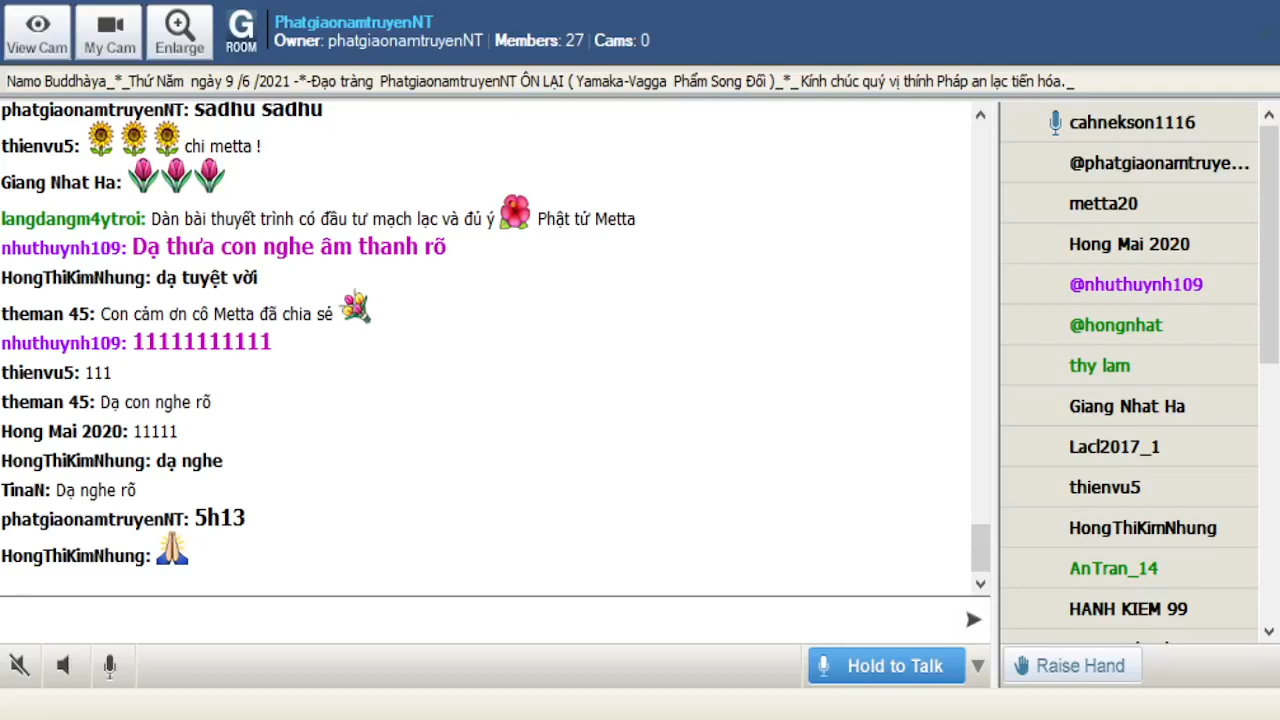 View Cam
My Cam
Enlarge
G
ROOM
PhatgiaonamtruyenNT
Owner: phatgiaonamtruyenNT | Members: 27 | Cams: 0
Namo Buddhàya_*_Thứ Năm ngày 9 /6 /2021 -*-Đạo tràng PhatgiaonamtruyenNT ÔN LẠI ( Yamaka-Vagga Phẩm Song Đối )_*_Kính chúc quý vị thính Pháp an lạc tiến hóa._
phatgiaonamtruyenNT: sadhu sadhu
thienvu5: chi metta !
Giang Nhat Ha:
langdangm4ytroi: Dàn bài thuyết trình có đầu tư mạch lạc và đủ ý Phật tử Metta
nhuthuynh109: Dạ thưa con nghe âm thanh rõ
HongThiKimNhung: dạ tuyệt vời
theman 45: Con cảm ơn cô Metta đã chia sẻ
nhuthuynh109: 11111111111
thienvu5: 111
theman 45: Dạ con nghe rõ
Hong Mai 2020: 11111
HongThiKimNhung: dạ nghe
TinaN: Dạ nghe rõ
phatgiaonamtruyenNT: 5h13
HongThiKimNhung:
Hold to Talk
cahnekson1116
@phatgiaonamtruye...
metta20
Hong Mai 2020
@nhuthuynh109
@hongnhat
thy lam
Giang Nhat Ha
Lacl2017_1
thienvu5
HongThiKimNhung
AnTran_14
HANH KIEM 99
Raise Hand